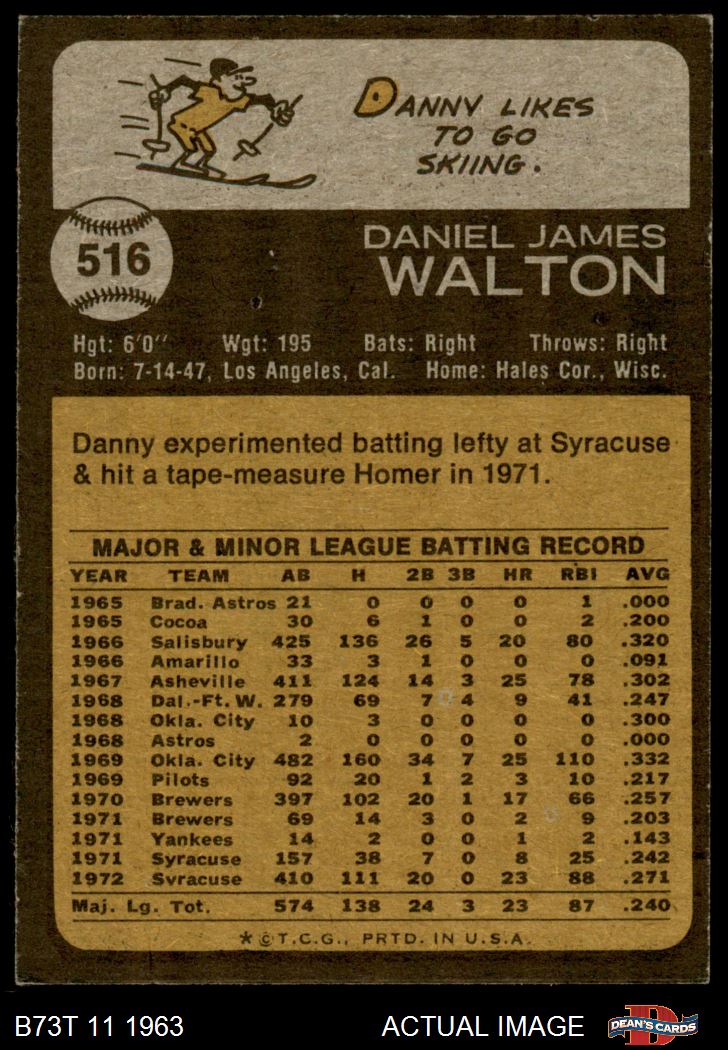 DANNY LIKES
TO GO
SKIING.
516
DANIEL JAMES
WALTON
Hgt: 6'0" Wgt: 195 Bats: Right Throws: Right
Born: 7-14-47, Los Angeles, Cal. Home: Hales Cor., Wisc.
Danny experimented batting lefty at Syracuse
& hit a tape-measure Homer in 1971.
MAJOR & MINOR LEAGUE BATTING RECORD
YEAR TEAM AB H 2B 3B HR RBI AVG
1965 Brad. Astros 21 0 0 0 0 1 .000
1965 Cocoa 30 6 1 0 0 2 .200
1966 Salisbury 425 136 26 5 20 80 .320
1966 Amarillo 33 3 1 0 0 0 .091
1967 Asheville 411 124 14 3 25 78 .302
1968 Dal.-Ft. W. 279 69 7 4 9 41 .247
1968 Okla. City 10 3 0 0 0 0 .300
1968 Astros 2 0 0 0 0 0 .000
1969 Okla. City 482 160 34 7 25 110 .332
1969 Pilots 92 20 1 2 3 10 .217
1970 Brewers 397 102 20 1 17 66 .257
1971 Brewers 69 14 3 0 2 9 .203
1971 Yankees 14 2 0 0 1 2 .143
1971 Syracuse 157 38 7 0 8 25 .242
1972 Syracuse 410 111 20 0 23 88 .271
Maj. Lg. Tot. 574 138 24 3 23 87 .240
*©T.C.G., PRTD. IN U.S.A.
B73T 11 1963 ACTUAL IMAGE
D
DEAN'S CARDS